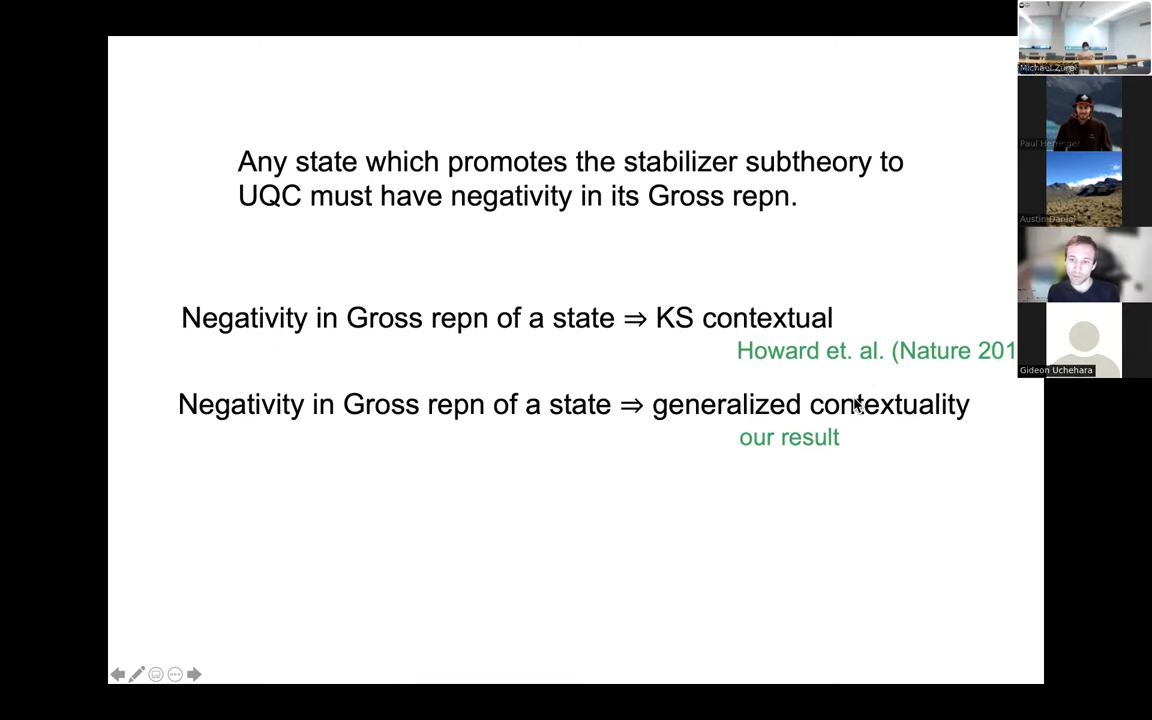 Any state which promotes the stabilizer subtheory to
UQC must have negativity in its Gross repn.
Negativity in Gross repn of a state ⇒ KS contextual
Howard et. al. (Nature 201
Negativity in Gross repn of a state ⇒ generalized contextuality
our result
Michael Zurel
Paul Herringer
Austin Daniel
Gideon Uchehara